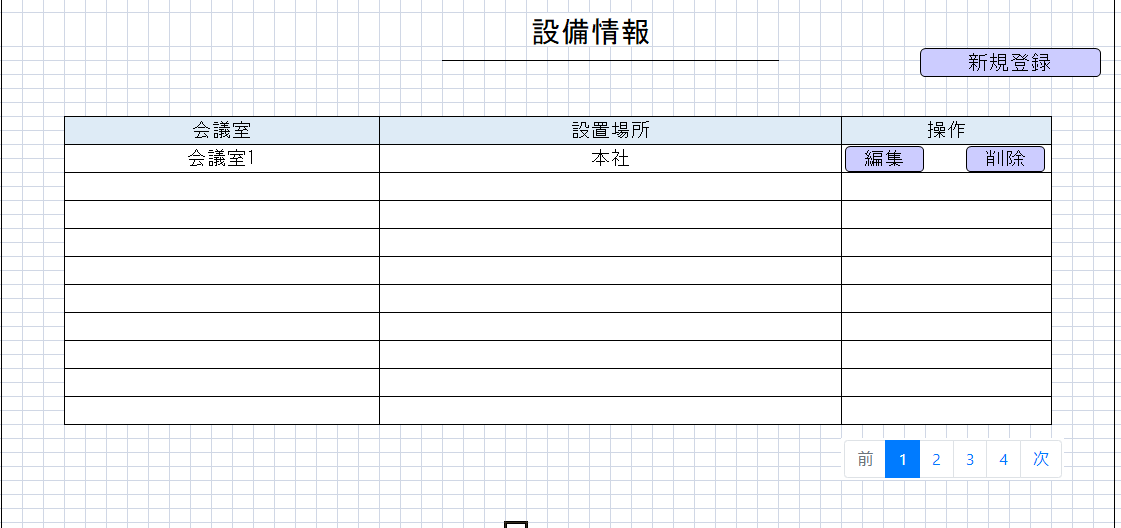 設備情報
新規登録
会議室 設置場所 操作
会議室1 本社 編集 削除
前 1 2 3 4 次